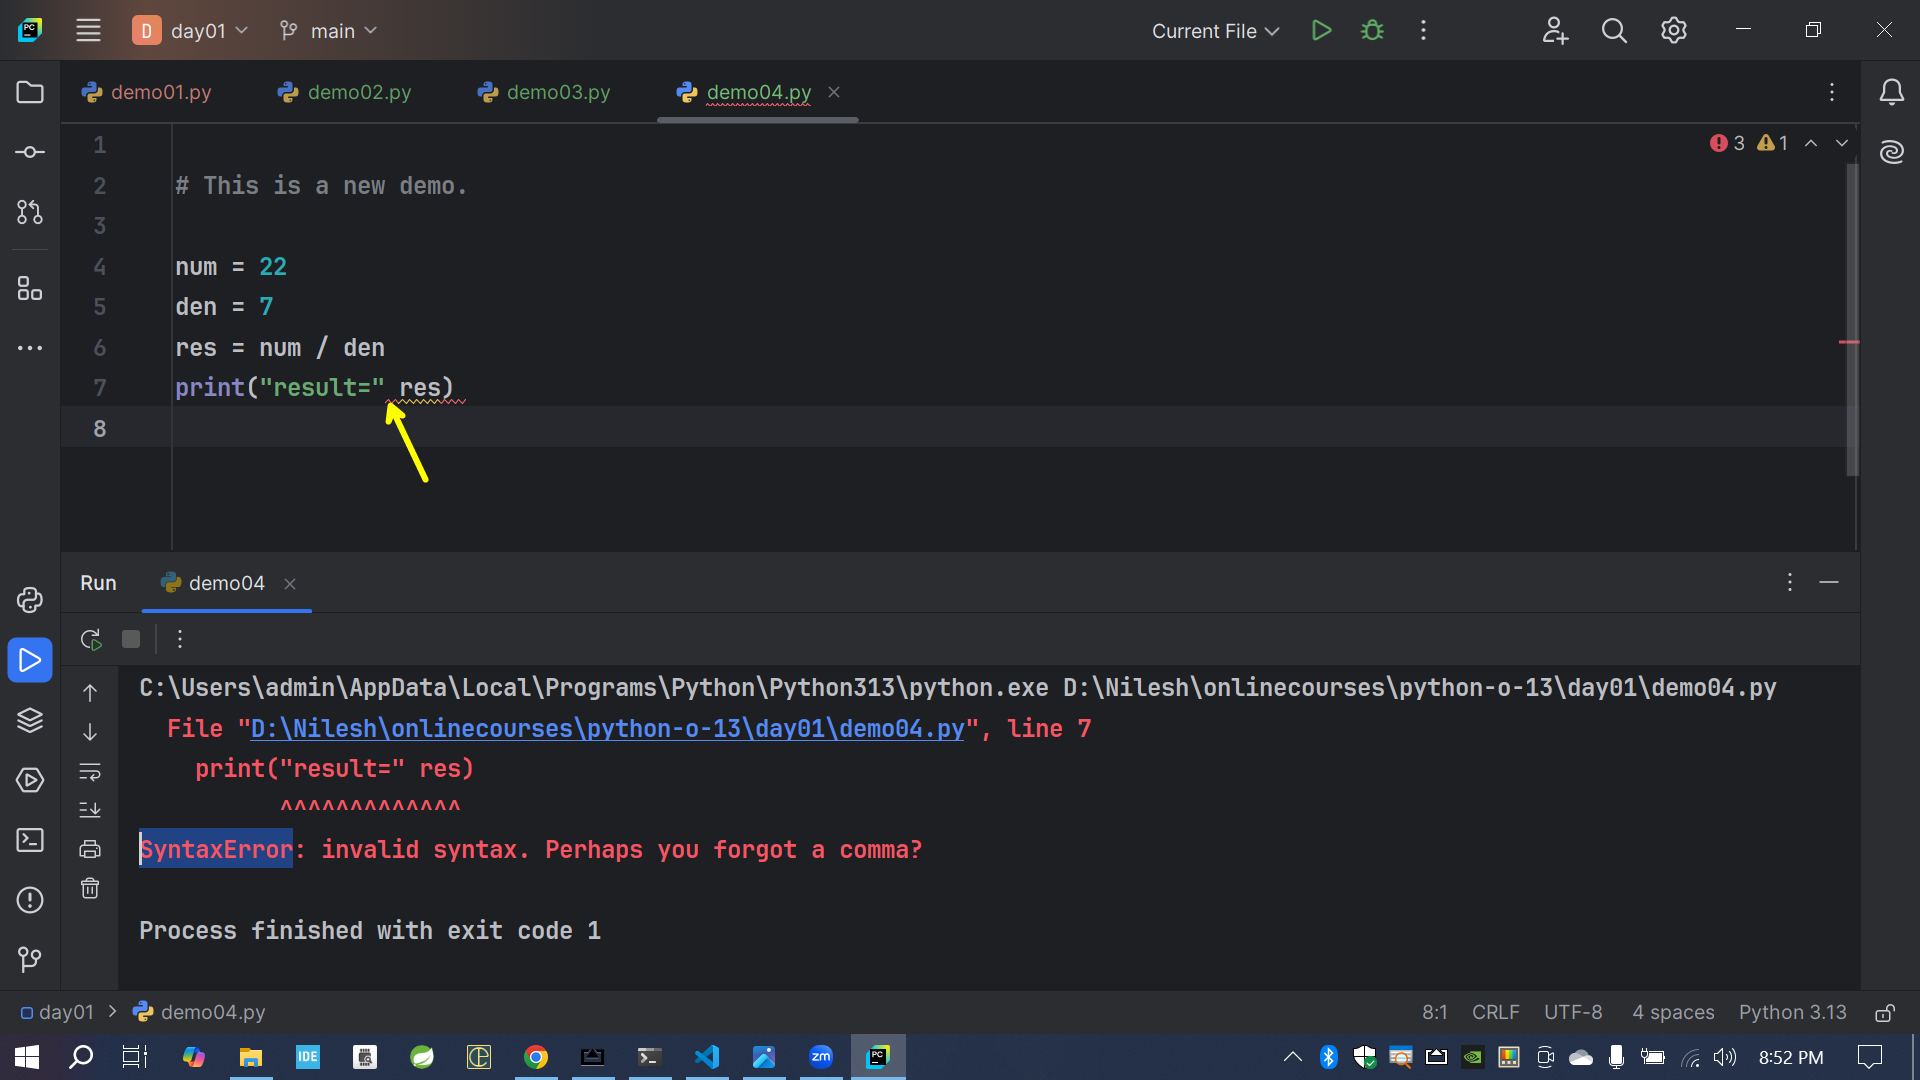 D day01 main Current File
demo01.py demo02.py demo03.py demo04.py
3 1
1
2 # This is a new demo.
3
4 num = 22
5 den = 7
6 res = num / den
7 print("result=" res)
8
Run demo04
C:\Users\admin\AppData\Local\Programs\Python\Python313\python.exe D:\Nilesh\onlinecourses\python-o-13\day01\demo04.py
File "D:\Nilesh\onlinecourses\python-o-13\day01\demo04.py", line 7
print("result=" res)
^^^^^^^^^^^^^
SyntaxError: invalid syntax. Perhaps you forgot a comma?
Process finished with exit code 1
day01 > demo04.py 8:1 CRLF UTF-8 4 spaces Python 3.13
IDE zm PC 8:52 PM